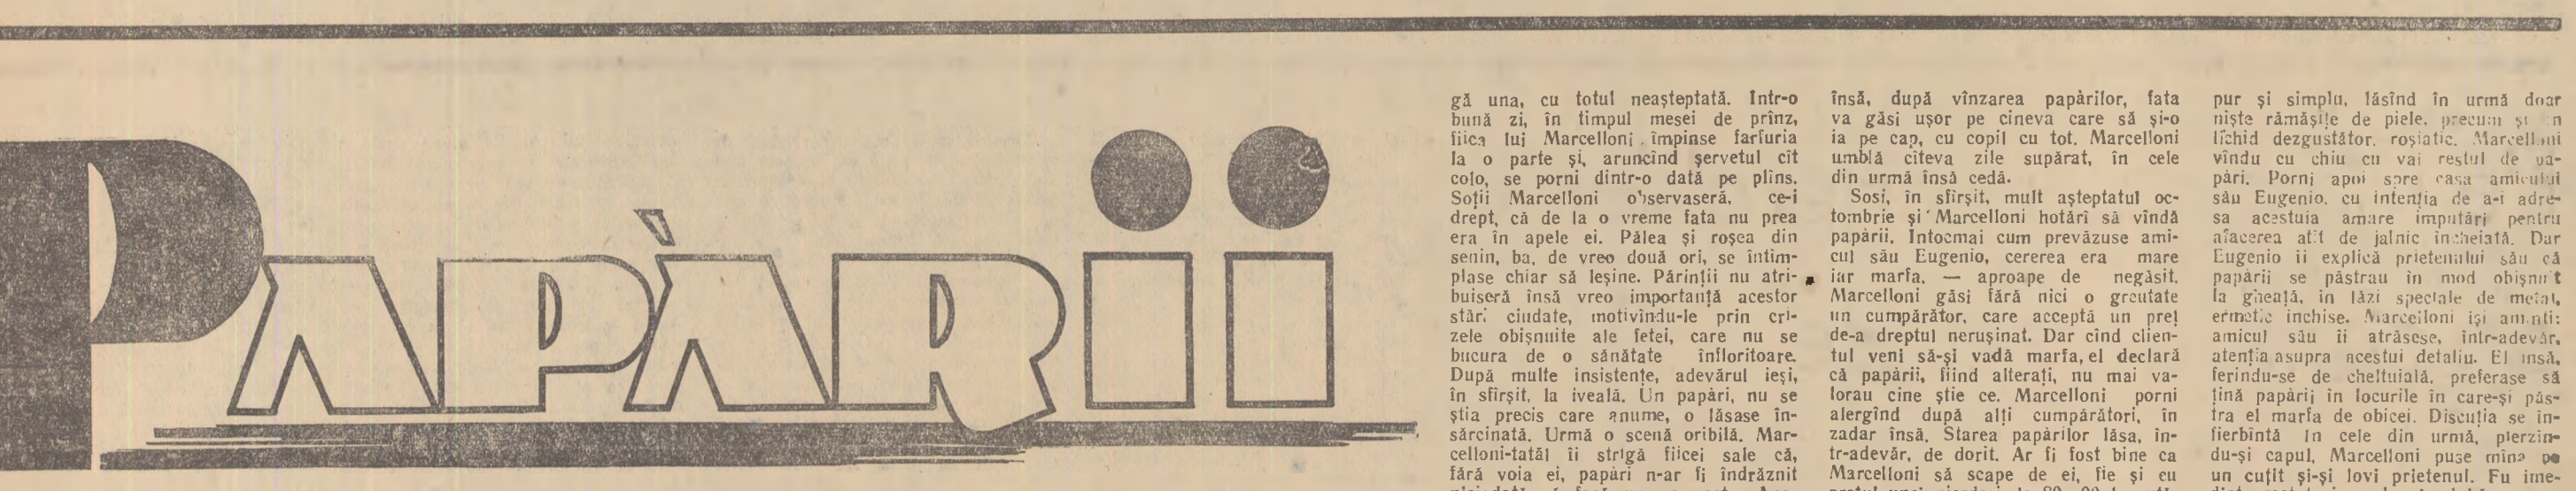 PAPÀRii
gă una, cu totul neașteptată. Într-o
bună zi, în timpul mesei de prînz,
fiica lui Marcelloni împinse farfuria
la o parte și, aruncînd șervetul cît
colo, se porni dintr-o dată pe plîns.
Soții Marcelloni observaseră, ce-i
drept, că de la o vreme fata nu prea
era în apele ei. Pălea și roșea din
senin, ba, de vreo două ori, se întîm-
plase chiar să leșine. Părinții nu atri-
buiseră însă vreo importanță acestor
stări ciudate, motivîndu-le prin cri-
zele obișnuite ale fetei, care nu se
bucura de o sănătate înfloritoare.
După multe insistențe, adevărul ieși,
în sfîrșit, la iveală. Un papàri, nu se
știa precis care anume, o lăsase în-
sărcinată. Urmă o scenă oribilă. Mar-
celloni-tatăl îi strigă fiicei sale că,
fără voia ei, papàri n-ar fi îndrăznit
însă, după vînzarea papàrilor, fata
va găsi ușor pe cineva care să și-o
ia pe cap, cu copil cu tot. Marcelloni
umblă cîteva zile supărat, în cele
din urmă însă cedă.
Sosi, în sfîrșit, mult așteptatul oc-
tombrie și Marcelloni hotărî să vîndă
papàrii. Întocmai cum prevăzuse ami-
cul său Eugenio, cererea era mare
iar marfa, — aproape de negăsit.
Marcelloni găsi fără nici o greutate
un cumpărător, care acceptă un preț
de-a dreptul nerușinat. Dar cînd clien-
tul veni să-și vadă marfa, el declară
că papàrii, fiind alterați, nu mai va-
lorau cine știe ce. Marcelloni porni
alergînd după alți cumpărători, în
zadar însă. Starea papàrilor lăsa, în-
tr-adevăr, de dorit. Ar fi fost bine ca
Marcelloni să scape de ei, fie și cu
pur și simplu, lăsînd în urmă doar
niște rămășițe de piele, precum și un
lichid dezgustător, roșiatic. Marcelloni
vîndu cu chiu cu vai restul de pa-
pàri. Porni apoi spre casa amicului
său Eugenio, cu intenția de a-i adre-
sa acestuia amare imputări pentru
afacerea atît de jalnic încheiată. Dar
Eugenio îi explică prietenului său că
papàrii se păstrau în mod obișnuit
la gheață, în lăzi speciale de metal,
ermetic închise. Marcelloni își aminti:
amicul său îi atrăsese, într-adevăr,
atenția asupra acestui detaliu. El însă,
ferindu-se de cheltuială, preferase să
țină papàrii în locurile în care-și păs-
tra el marfa de obicei. Discuția se în-
fierbîntă În cele din urmă, pierzîn-
du-și capul, Marcelloni puse mîna pe
un cuțit și-și lovi prietenul. Fu ime-